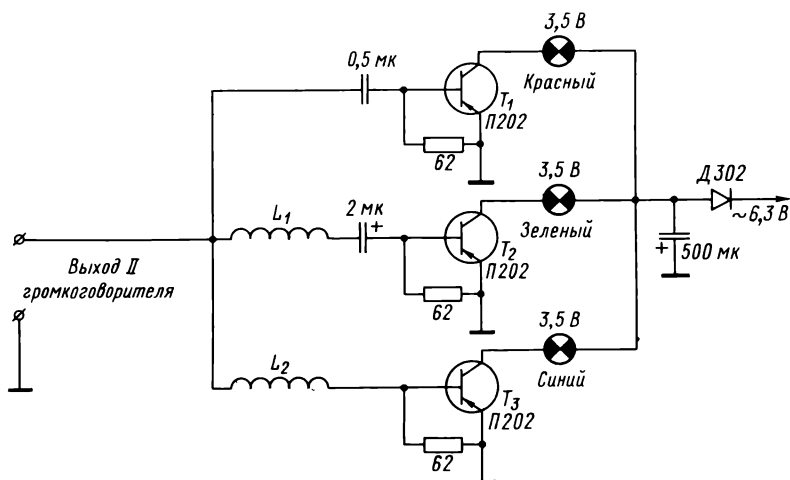 3,5 В
0,5 мк
Красный
T1
П202
62
3,5 В
Д302
L1
2 мк
+
Зеленый
~6,3 В
T2
П202
+
500 мк
Выход II
громкоговорителя
62
3,5 В
L2
Синий
T3
П202
62